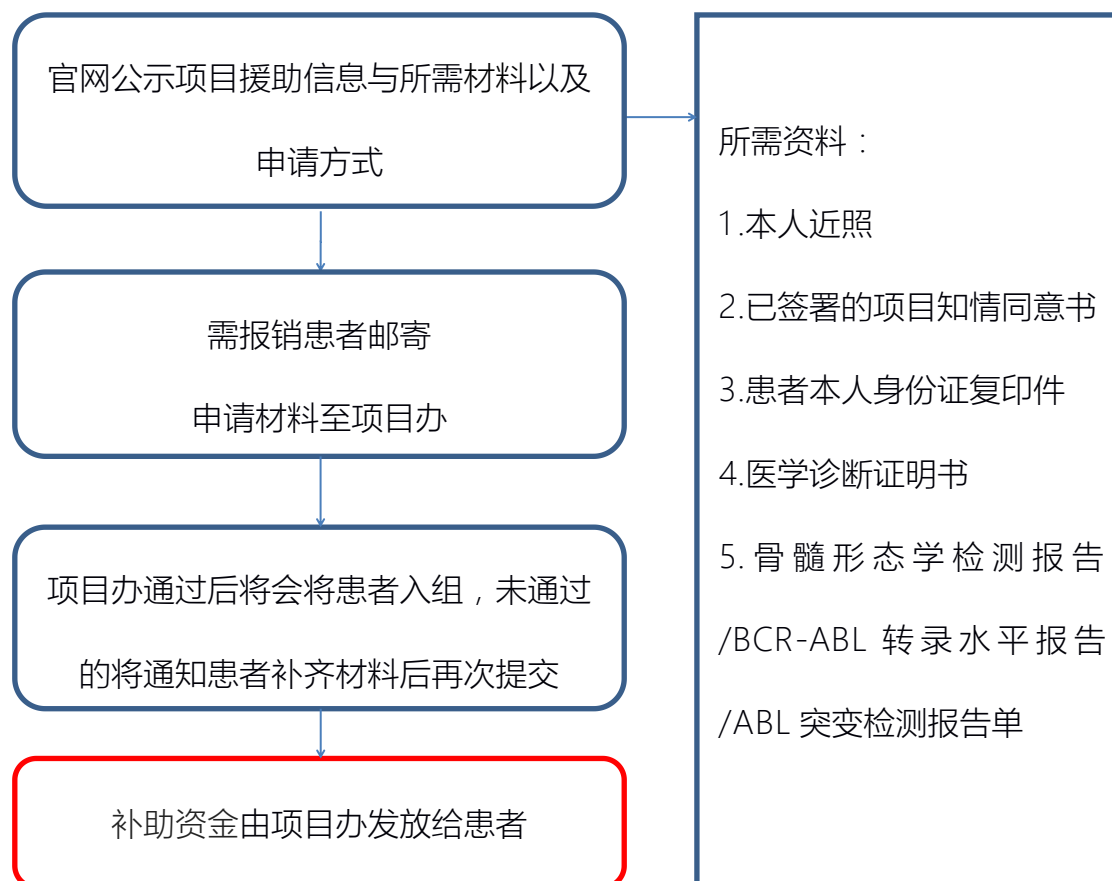 官网公示项目援助信息与所需材料以及
申请方式
需报销患者邮寄
申请材料至项目办
项目办通过后将会将患者入组，未通过
的将通知患者补齐材料后再次提交
补助资金由项目办发放给患者
所需资料：
1.本人近照
2.已签署的项目知情同意书
3.患者本人身份证复印件
4.医学诊断证明书
5.骨髓形态学检测报告
/BCR-ABL 转录水平报告
/ABL 突变检测报告单